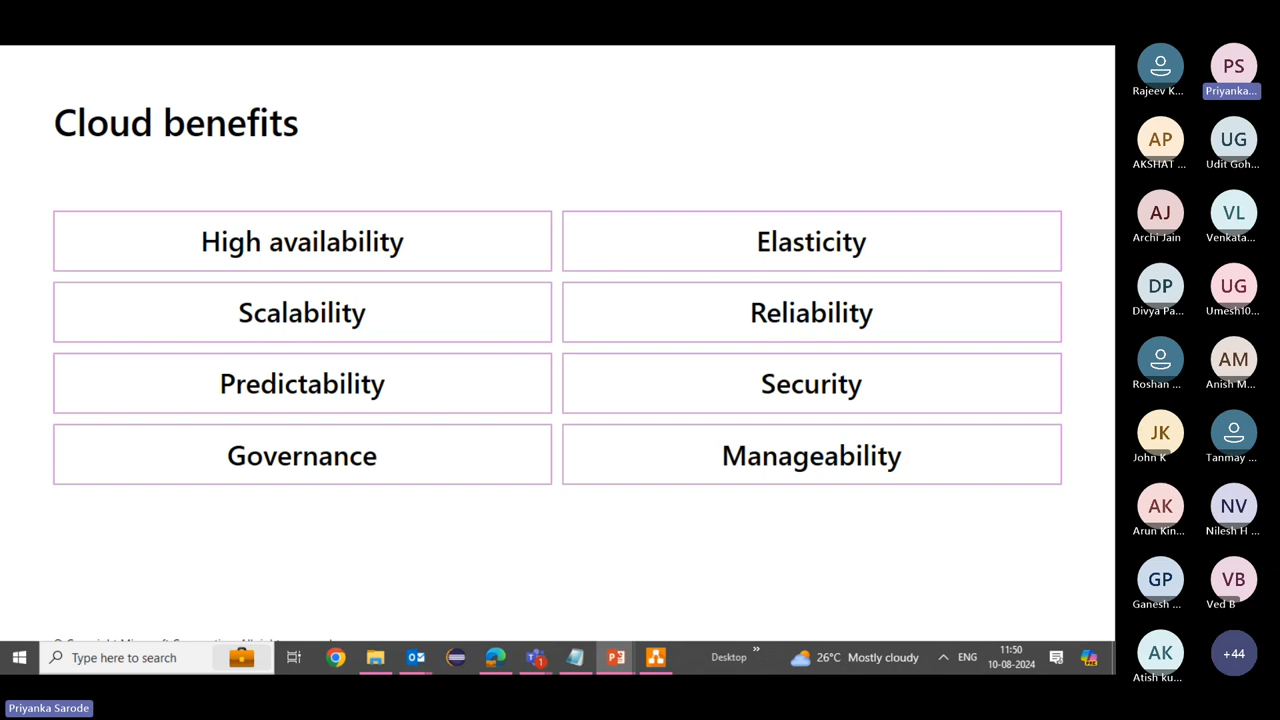 Cloud benefits
High availability
Elasticity
Scalability
Reliability
Predictability
Security
Governance
Manageability
Type here to search
Desktop
»
26°C Mostly cloudy
ENG
11:50
10-08-2024
1
PRE
Rajeev K...
PS
Priyanka...
AP
AKSHAT ...
UG
Udit Goh...
AJ
Archi Jain
VL
Venkata...
DP
Divya Pa...
UG
Umesh10...
Roshan ...
AM
Anish M...
JK
John K
Tanmay ...
AK
Arun Kin...
NV
Nilesh H ...
GP
Ganesh ...
VB
Ved B
AK
Atish ku...
+44
Priyanka Sarode